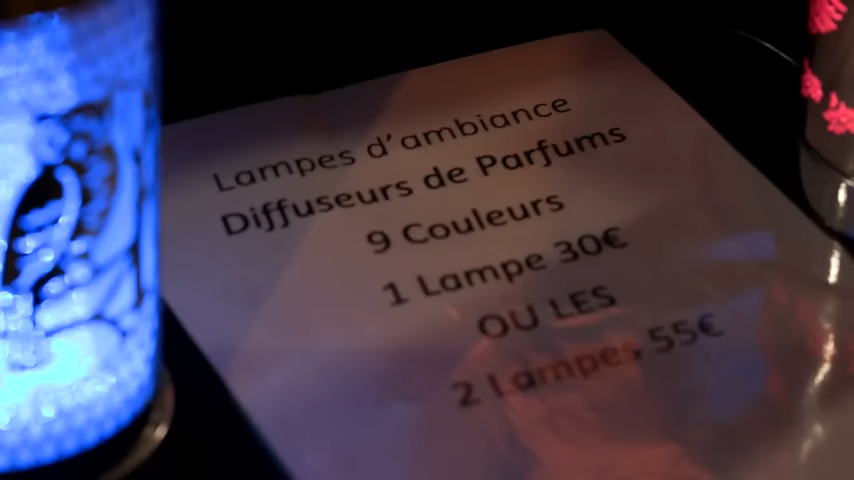 Lampes d'ambiance
Diffuseurs de Parfums
9 Couleurs
1 Lampe 30€
OU LES
2 Lampes 55€